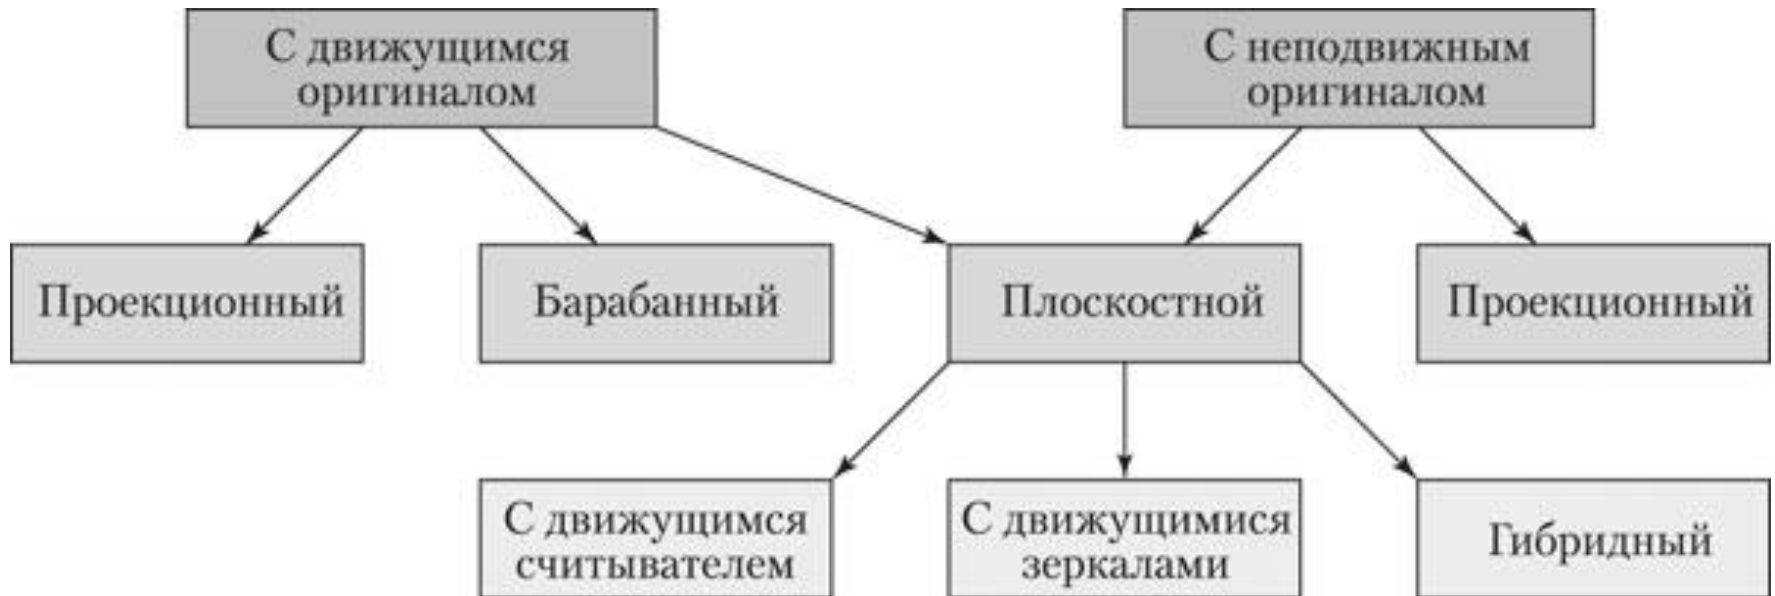 С движущимся
оригиналом
С неподвижным
оригиналом
Проекционный
Барабанный
Плоскостной
Проекционный
С движущимся
считывателем
С движущимися
зеркалами
Гибридный